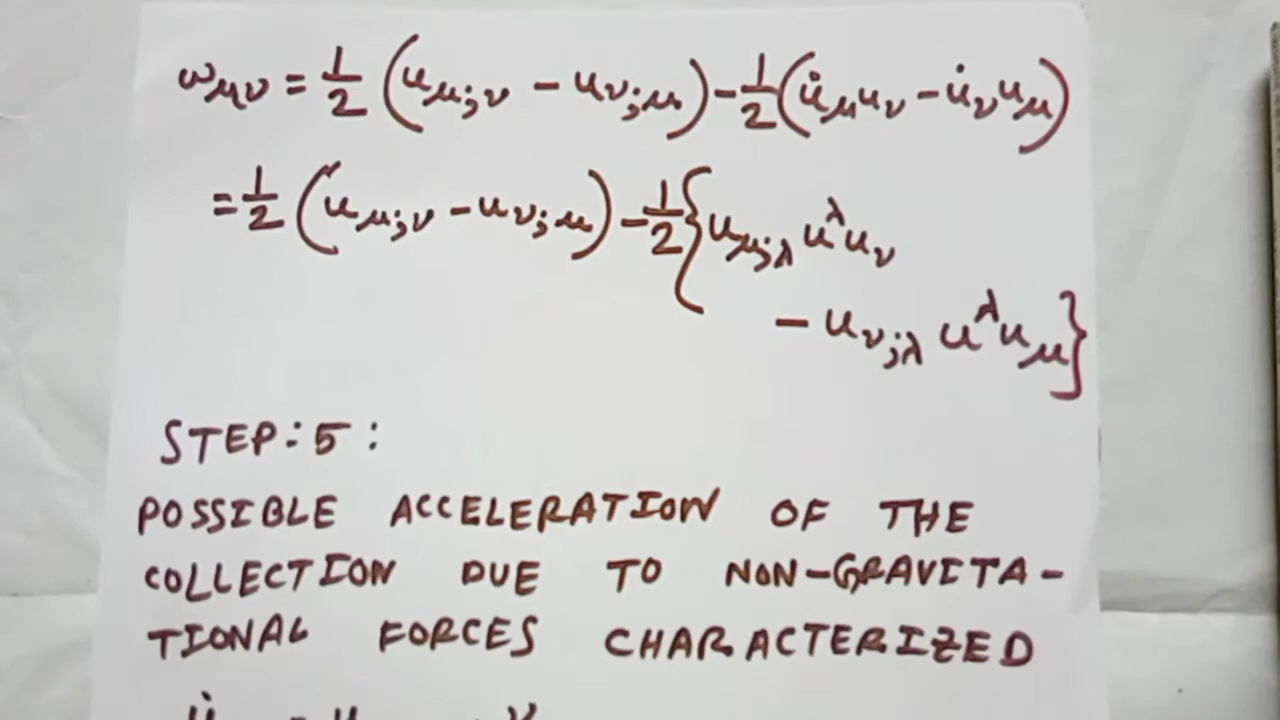 ω_μν = 1/2 (u_μ;ν − u_ν;μ) − 1/2 (u̇_μ u_ν − u̇_ν u_μ)
= 1/2 (u_μ;ν − u_ν;μ) − 1/2 {u_μ;λ u^λ u_ν
− u_ν;λ u^λ u_μ}
STEP: 5 :
POSSIBLE ACCELERATION OF THE
COLLECTION DUE TO NON-GRAVITA-
TIONAL FORCES CHARACTERIZED